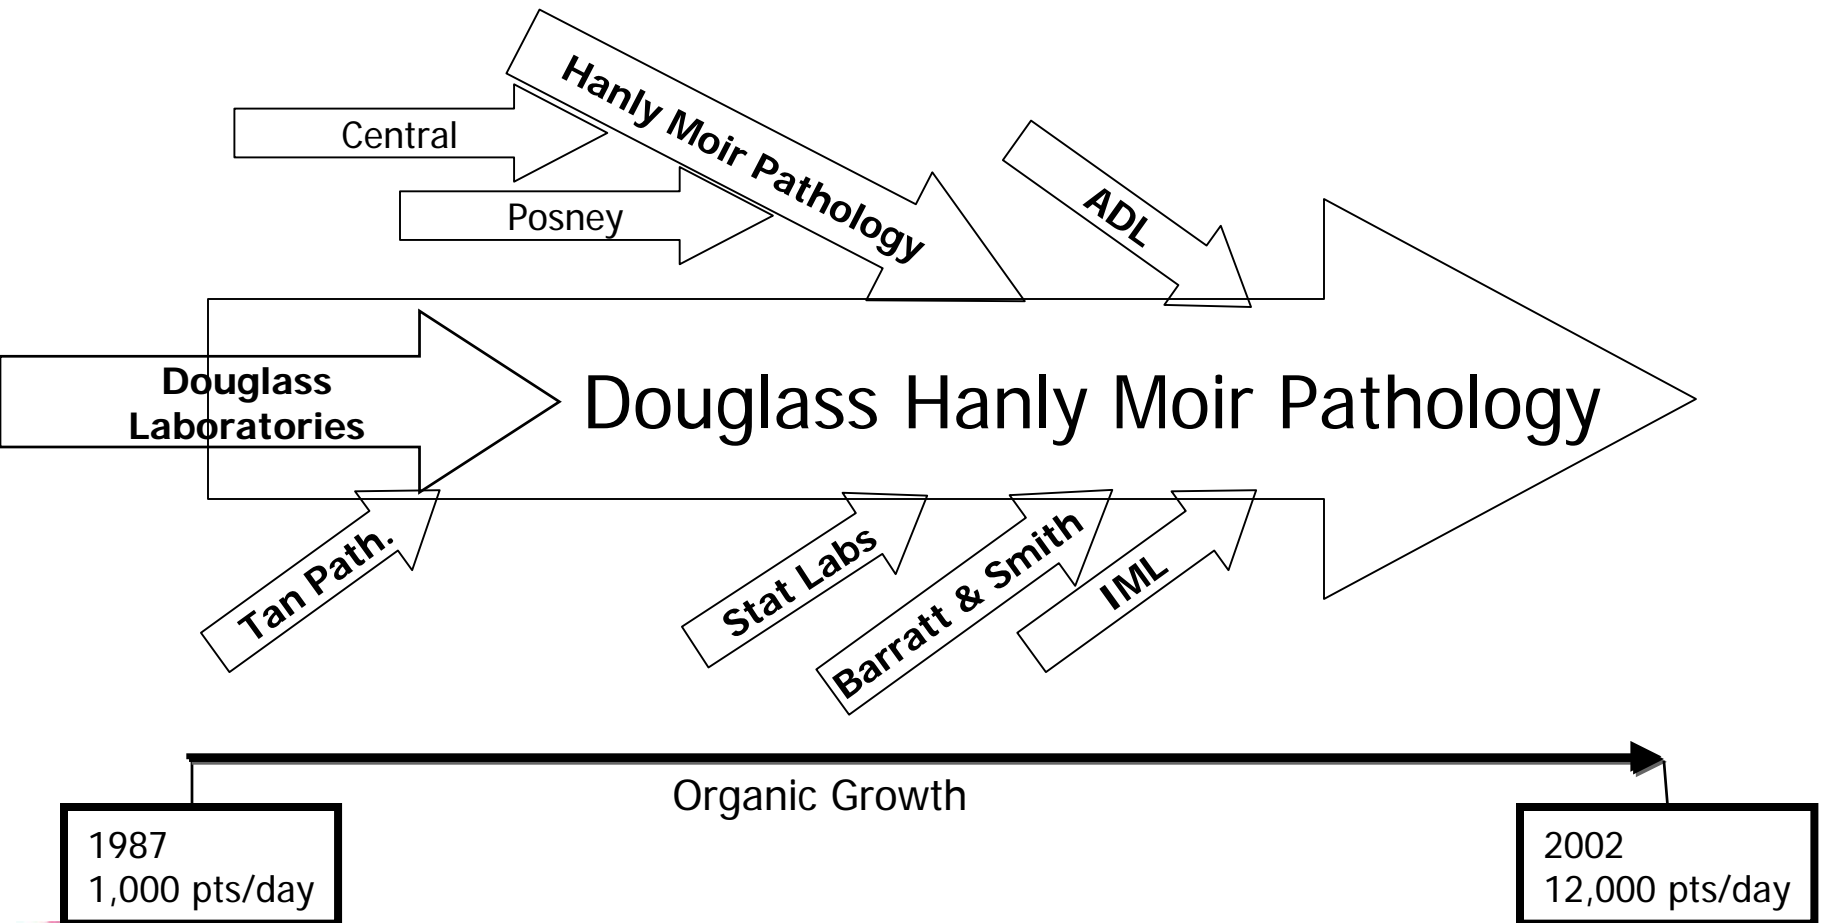 Hanly Moir Pathology
Central
Posney
ADL
Douglass
Laboratories
Douglass Hanly Moir Pathology
Tan Path.
Stat Labs
Barratt & Smith
IML
Organic Growth
1987
1,000 pts/day
2002
12,000 pts/day